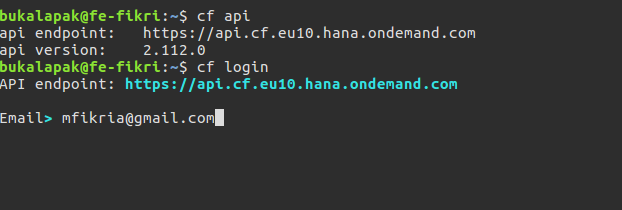 bukalapak@fe-fikri:~$ cf api
api endpoint:   https://api.cf.eu10.hana.ondemand.com
api version:    2.112.0
bukalapak@fe-fikri:~$ cf login
API endpoint: https://api.cf.eu10.hana.ondemand.com
Email> mfikria@gmail.com